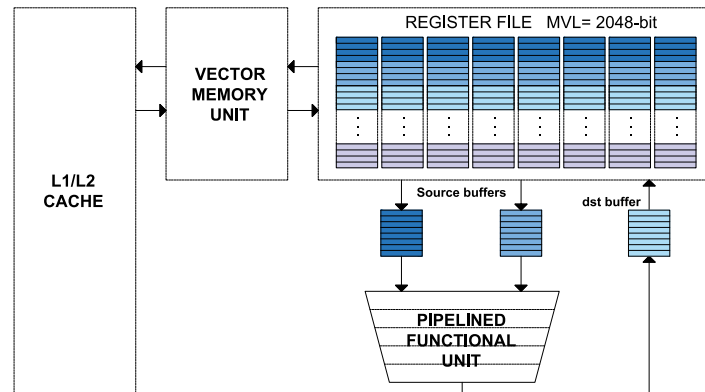 REGISTER FILE MVL= 2048-bit
VECTOR
MEMORY
UNIT
L1/L2
CACHE
Source buffers
dst buffer
PIPELINED
FUNCTIONAL
UNIT